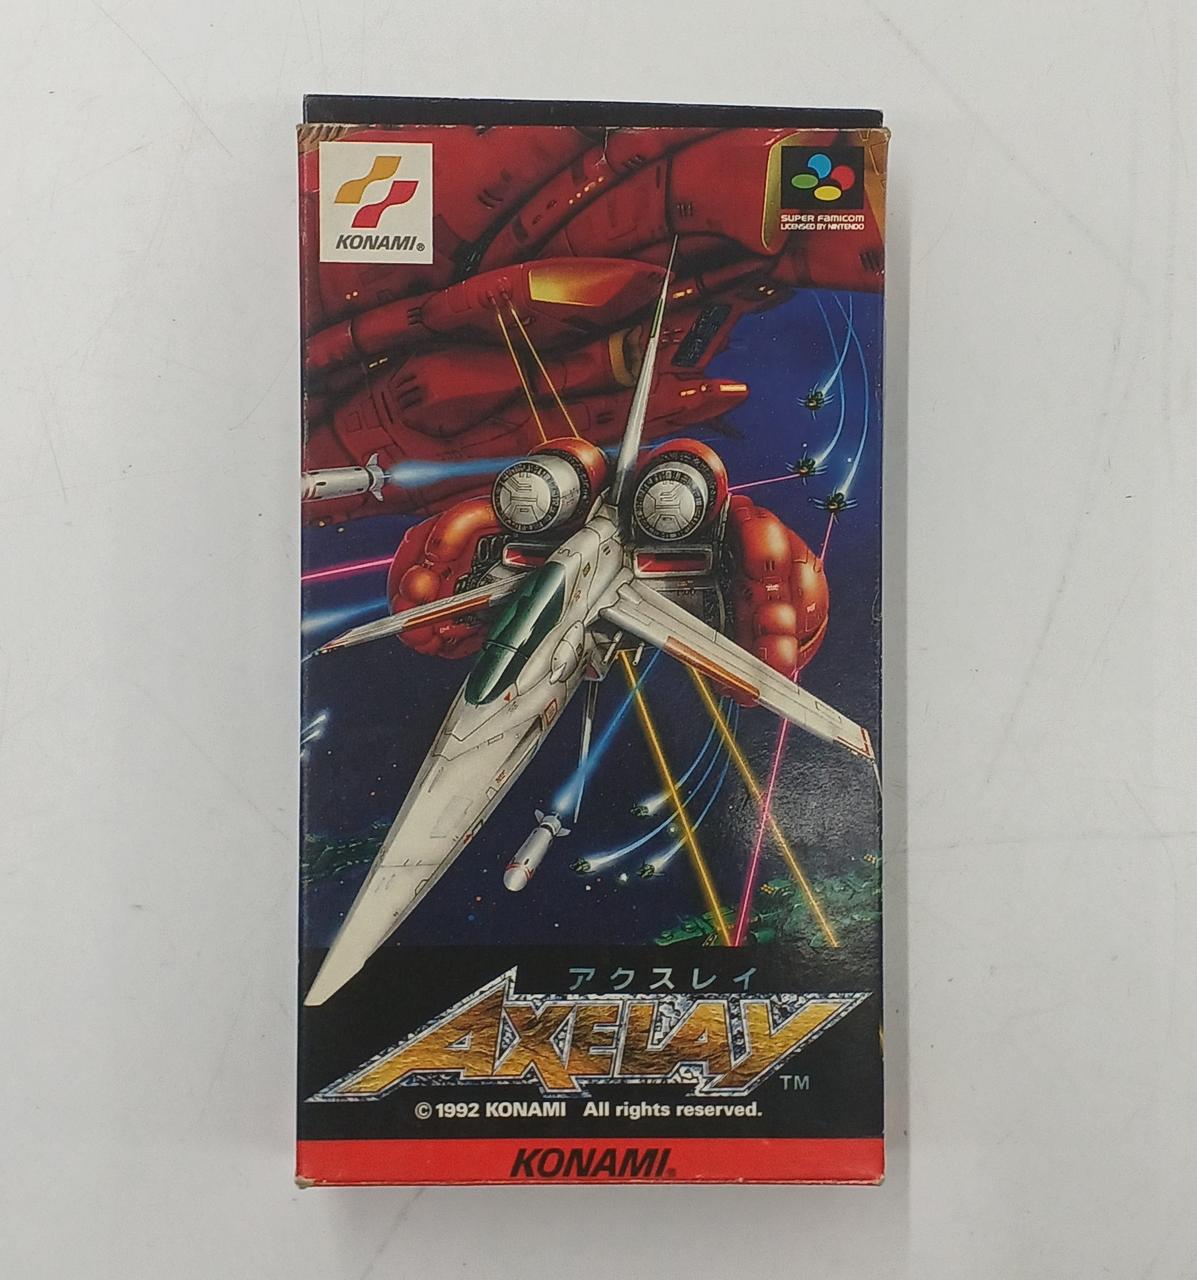 KONAMI®
SUPER FAMICOM
LICENSED BY NINTENDO
アクスレイ
AXELAY
TM
© 1992 KONAMI All rights reserved.
KONAMI®